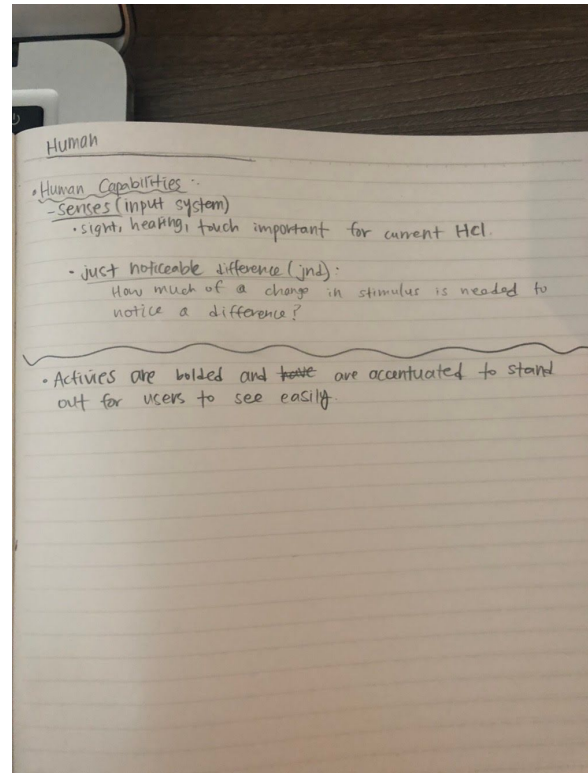 Human
• Human Capabilities :
- senses (input system)
• sight, hearing, touch important for current HCI.
• just noticeable difference (jnd) :
How much of a change in stimulus is needed to
notice a difference?
• Activies are bolded and have are accentuated to stand
out for users to see easily.